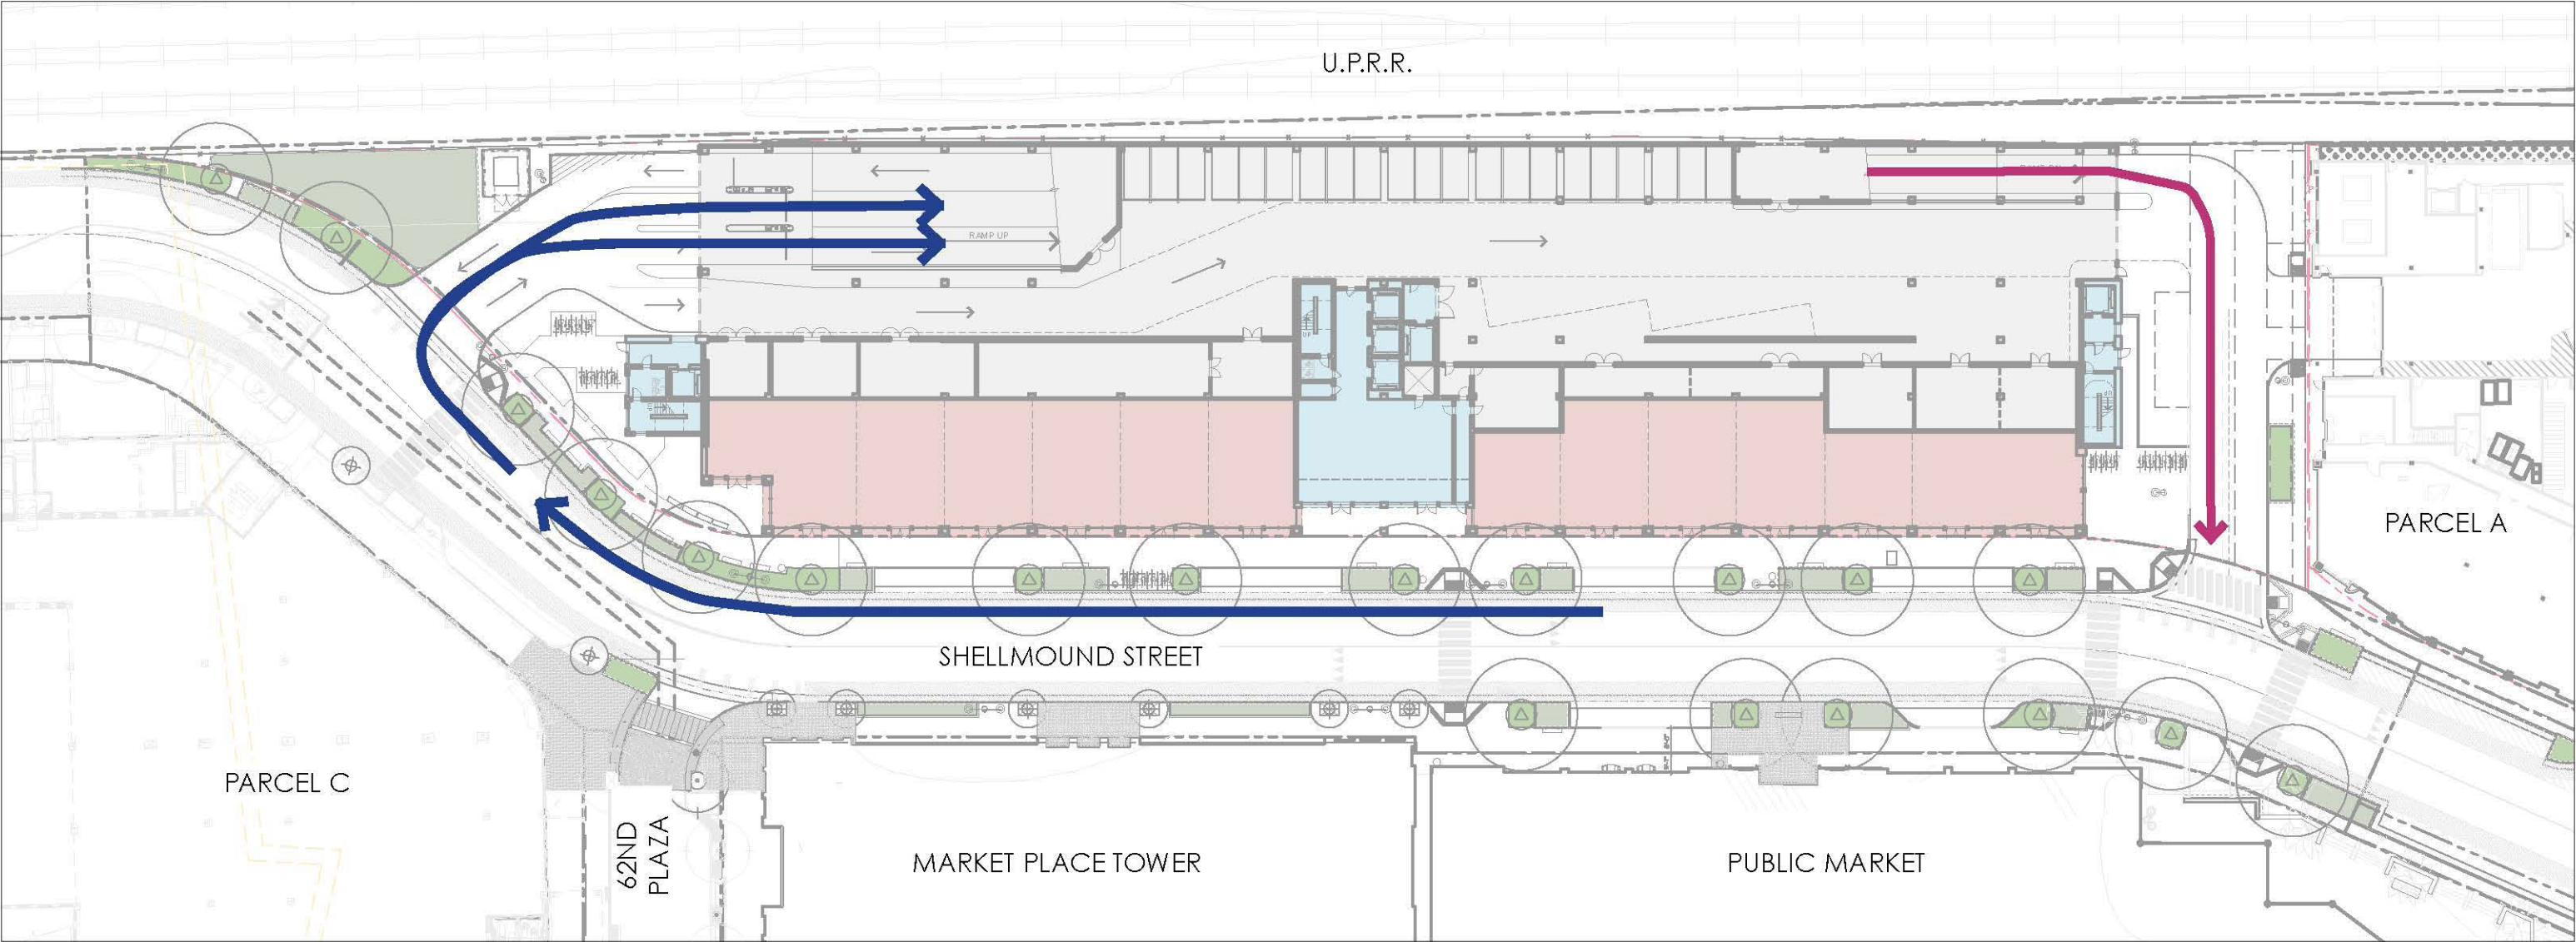 U.P.R.R.
RAMP UP
PARCEL A
SHELLMOUND STREET
PARCEL C
62ND
PLAZA
MARKET PLACE TOWER
PUBLIC MARKET